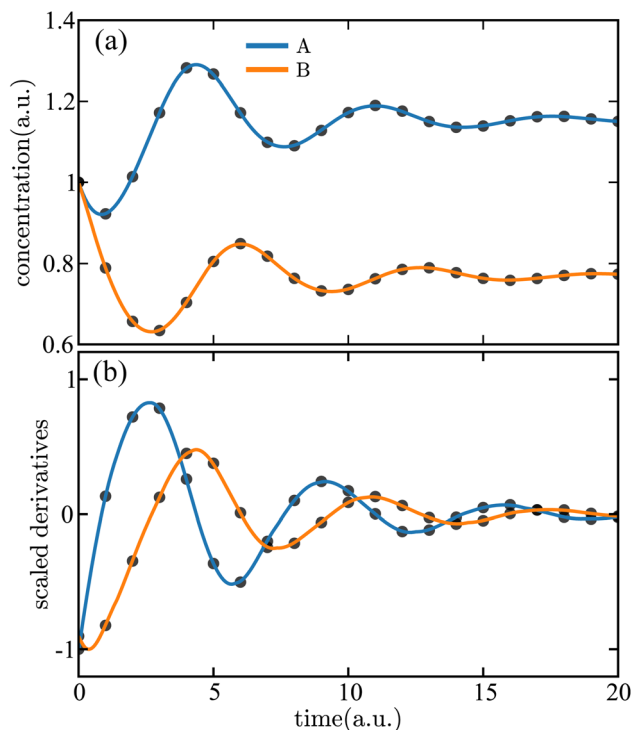 1.4
(a)
A
B
1.2
1
0.8
0.6
concentration(a.u.)
(b)
1
0
-1
scaled derivatives
0 5 10 15 20
time(a.u.)